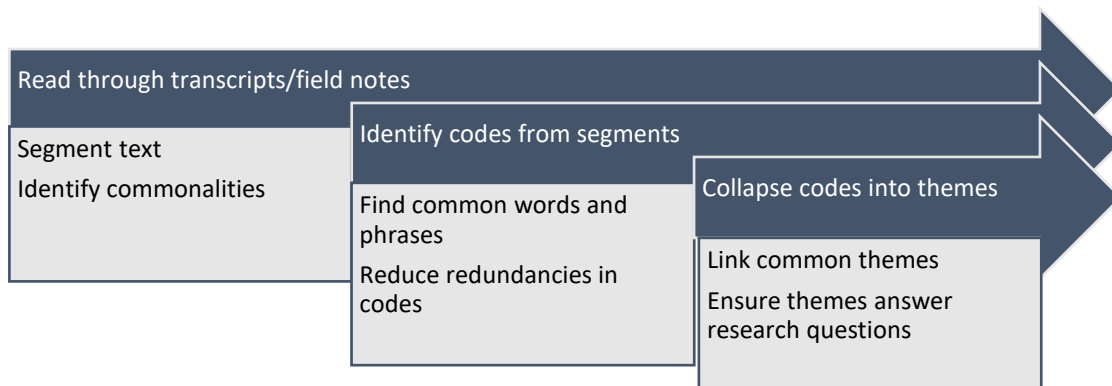 Read through transcripts/field notes
Segment text
Identify commonalities
Identify codes from segments
Find common words and
phrases
Reduce redundancies in
codes
Collapse codes into themes
Link common themes
Ensure themes answer
research questions